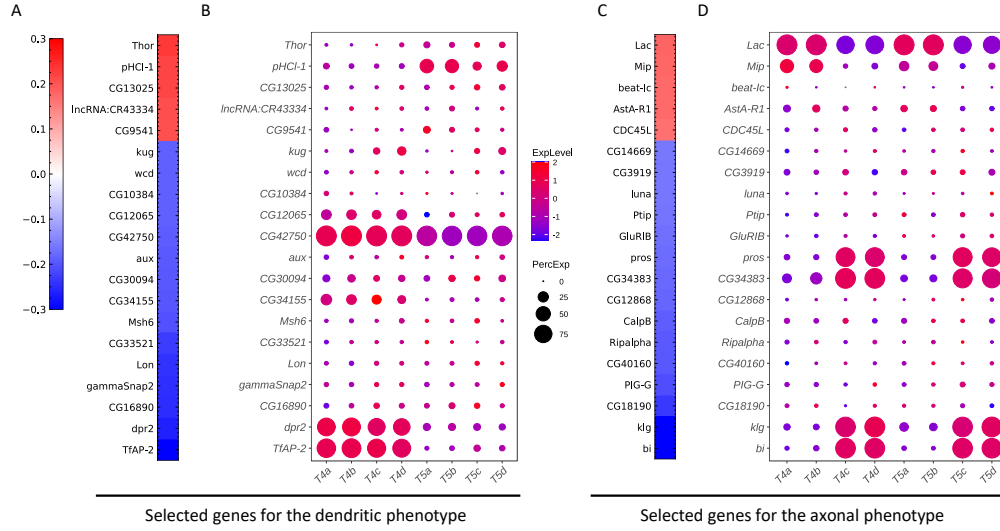 A
B
C
D
0.3
0.2
0.1
0.0
−0.1
−0.2
−0.3
Thor
pHCl-1
CG13025
lncRNA:CR43334
CG9541
kug
wcd
CG10384
CG12065
CG42750
aux
CG30094
CG34155
Msh6
CG33521
Lon
gammaSnap2
CG16890
dpr2
TfAP-2
Thor
pHCl-1
CG13025
lncRNA:CR43334
CG9541
kug
wcd
CG10384
CG12065
CG42750
aux
CG30094
CG34155
Msh6
CG33521
Lon
gammaSnap2
CG16890
dpr2
TfAP-2
T4a T4b T4c T4d T5a T5b T5c T5d
ExpLevel
2
1
0
-1
-2
PercExp
0
25
50
75
Lac
Mip
beat-Ic
AstA-R1
CDC45L
CG14669
CG3919
luna
Ptip
GluRIB
pros
CG34383
CG12868
CalpB
Ripalpha
CG40160
PIG-G
CG18190
klg
bi
Lac
Mip
beat-Ic
AstA-R1
CDC45L
CG14669
CG3919
luna
Ptip
GluRIB
pros
CG34383
CG12868
CalpB
Ripalpha
CG40160
PIG-G
CG18190
klg
bi
T4a T4b T4c T4d T5a T5b T5c T5d
Selected genes for the dendritic phenotype
Selected genes for the axonal phenotype